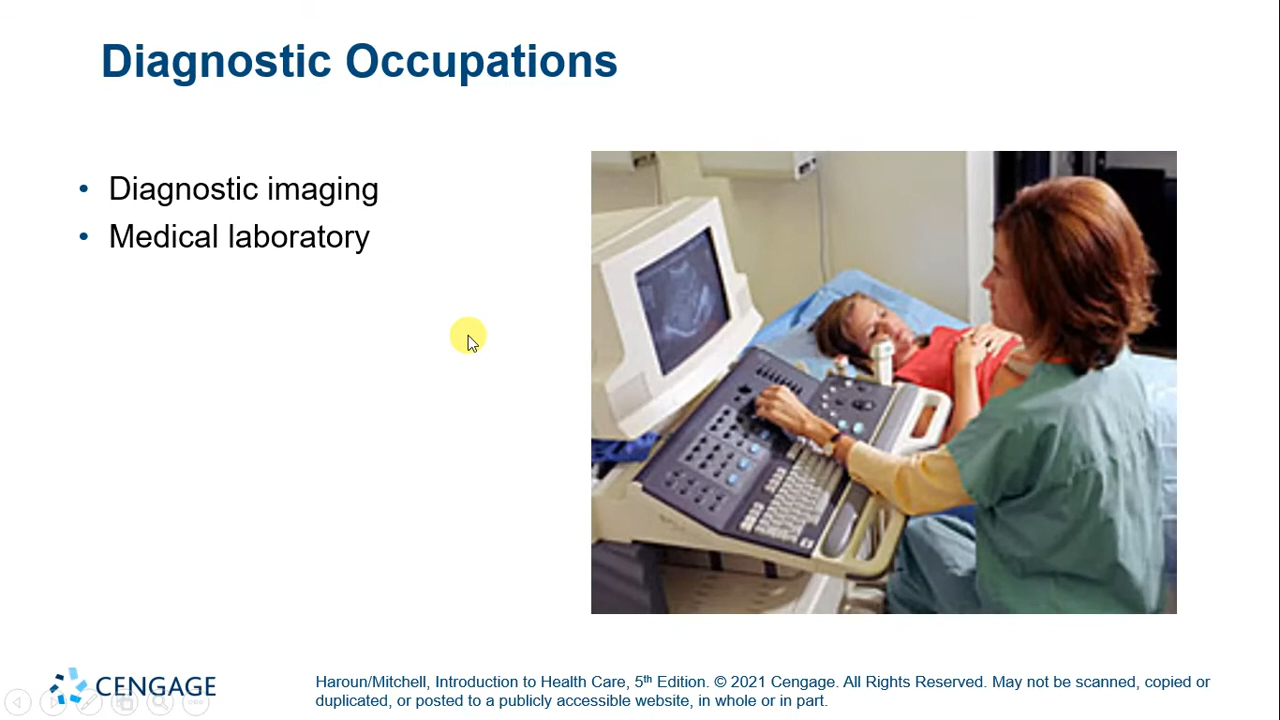 Diagnostic Occupations
• Diagnostic imaging
• Medical laboratory
CENGAGE
Haroun/Mitchell, Introduction to Health Care, 5th Edition. © 2021 Cengage. All Rights Reserved. May not be scanned, copied or
duplicated, or posted to a publicly accessible website, in whole or in part.